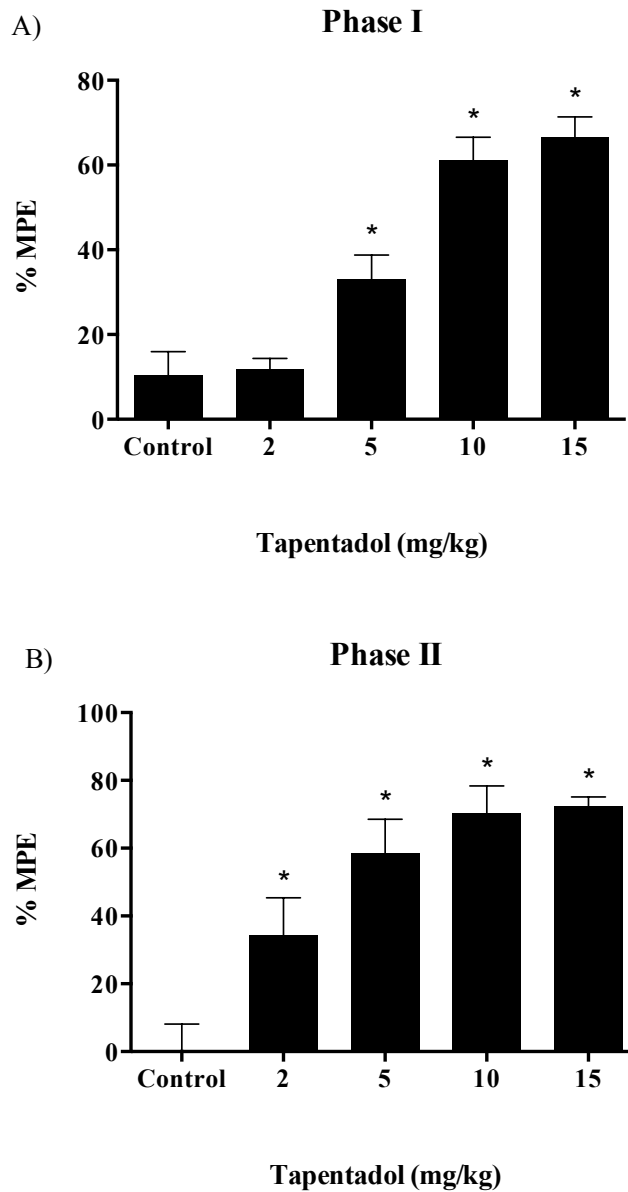 A)
Phase I
80
60
40
20
0
% MPE
*
*
*
Control 2 5 10 15
Tapentadol (mg/kg)
B)
Phase II
100
80
60
40
20
0
% MPE
*
*
*
*
Control 2 5 10 15
Tapentadol (mg/kg)